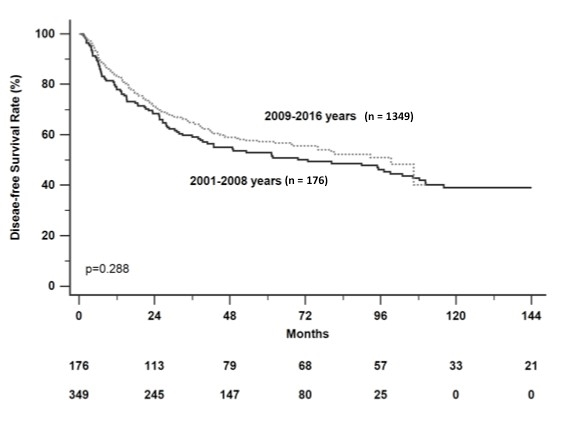 Diseae-free Survival Rate (%)
100
80
60
40
20
0
2009-2016 years (n = 1349)
2001-2008 years (n = 176)
p=0.288
0 24 48 72 96 120 144
Months
176 113 79 68 57 33 21
349 245 147 80 25 0 0